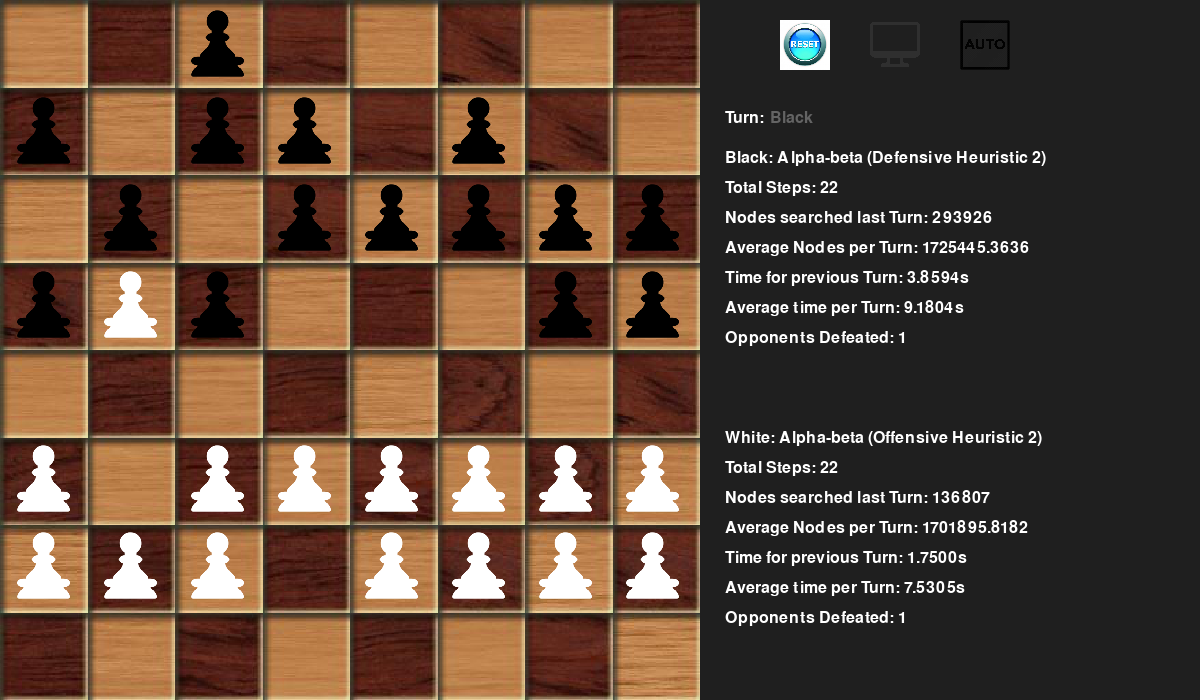 RESET
AUTO
Turn: Black
Black: Alpha-beta (Defensive Heuristic 2)
Total Steps: 22
Nodes searched last Turn: 293926
Average Nodes per Turn: 1725445.3636
Time for previous Turn: 3.8594s
Average time per Turn: 9.1804s
Opponents Defeated: 1
White: Alpha-beta (Offensive Heuristic 2)
Total Steps: 22
Nodes searched last Turn: 136807
Average Nodes per Turn: 1701895.8182
Time for previous Turn: 1.7500s
Average time per Turn: 7.5305s
Opponents Defeated: 1